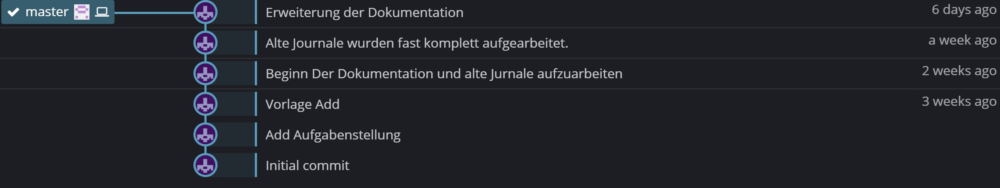 master Erweiterung der Dokumentation 6 days ago
Alte Journale wurden fast komplett aufgearbeitet. a week ago
Beginn Der Dokumentation und alte Jurnale aufzuarbeiten 2 weeks ago
Vorlage Add 3 weeks ago
Add Aufgabenstellung
Initial commit